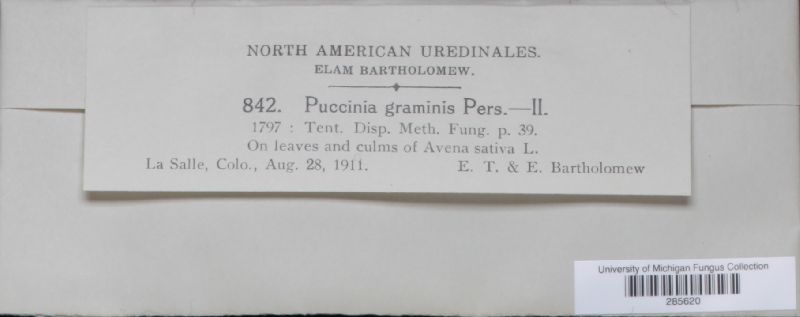 NORTH AMERICAN UREDINALES.
ELAM BARTHOLOMEW.
842. Puccinia graminis Pers.—II.
1797 : Tent. Disp. Meth. Fung. p. 39.
On leaves and culms of Avena sativa L.
La Salle, Colo., Aug. 28, 1911. E. T. & E. Bartholomew
University of Michigan Fungus Collection
285620